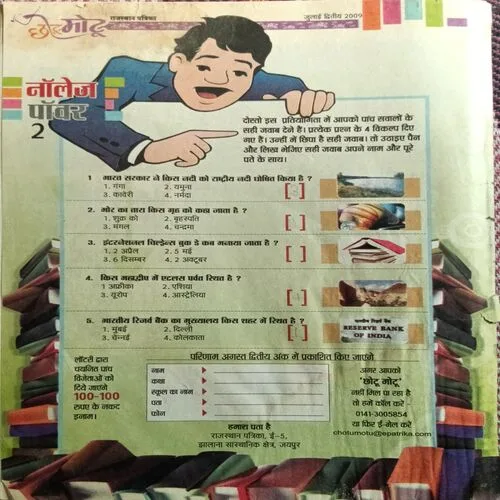 छोटू मोटू
राजस्थान पत्रिका
जुलाई द्वितीय 2009
नॉलेज
पॉवर
2
दोस्तो इस प्रतियोगिता में आपको पांच सवालों के
सही जवाब देने हैं। प्रत्येक प्रश्न के 4 विकल्प दिए
गए हैं। उन्हीं में छिपा है सही जवाब। तो उठाइए पैन
और लिख भेजिए सही जवाब अपने नाम और पूरे
पते के साथ।
1 भारत सरकार ने किस नदी को राष्ट्रीय नदी घोषित किया है ?
1. गंगा 2. यमुना
3. कावेरी 4. नर्मदा
2. भोर का तारा किस गृह को कहा जाता है ?
1. शुक्र को 2. बृहस्पति
3. मंगल 4. चन्द्रमा
3. इंटरनेशनल चिल्ड्रेन्स बुक डे कब मनाया जाता है ?
1. 2 अप्रैल 2. 5 मई
3. 6 दिसम्बर 4. 2 अक्टूबर
4. किस महाद्वीप में एटलस पर्वत स्थित है ?
1 अफ्रीका 2. एशिया
3. यूरोप 4. आस्ट्रेलिया
5. भारतीय रिजर्व बैंक का मुख्यालय किस शहर में स्थित है ?
1. मुंबई 2. दिल्ली
3. चेन्नई 4. कोलकाता
भारतीय रिज़र्व बैंक
RESERVE BANK
OF INDIA
परिणाम अगस्त द्वितीय अंक में प्रकाशित किए जाएंगे
लॉटरी द्वारा
चयनित पांच
विजेताओं को
दिये जाएंगे
100-100
रुपए के नकद
इनाम।
नाम
कक्षा
स्कूल का नाम
पता
फोन
हमारा पता है
राजस्थान पत्रिका, ई-5,
झालाना सांस्थानिक क्षेत्र, जयपुर
अगर आपको
'छोटू मोटू'
नहीं मिल पा रहा है
तो हमें कॉल करें
0141-3005854
या फिर ई-मेल करें
chotumotu@epatrika.com